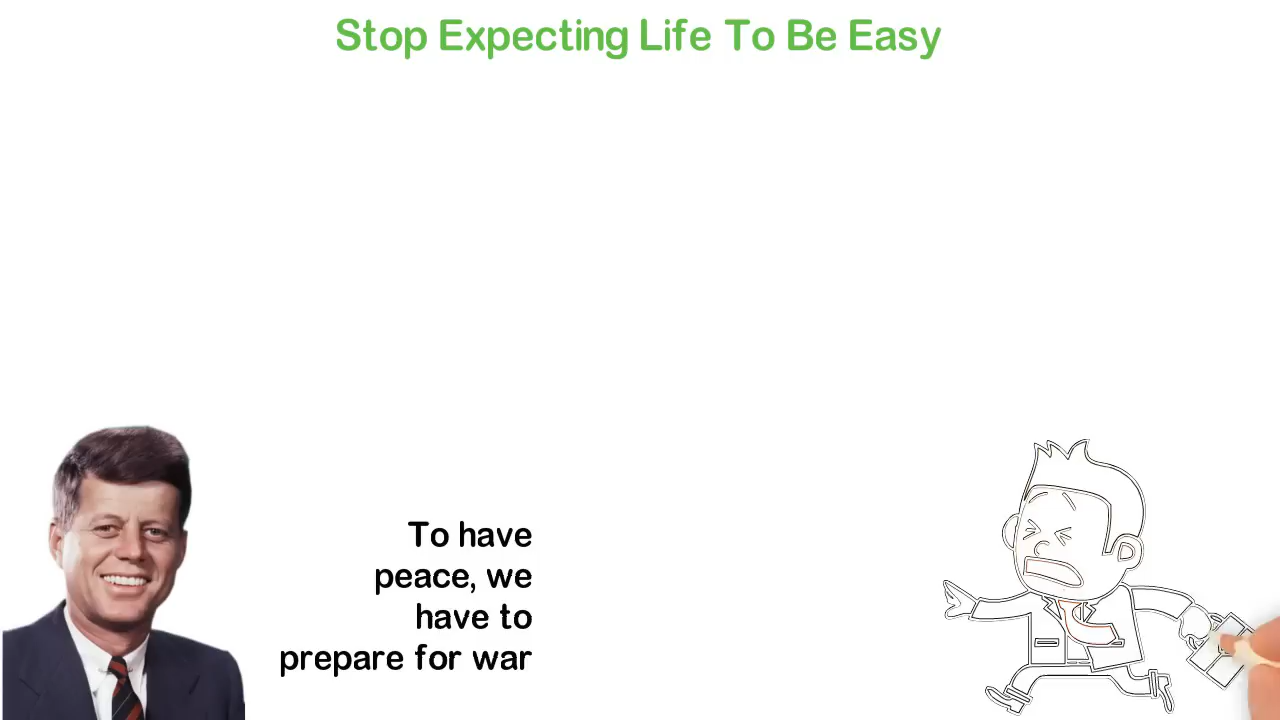 Stop Expecting Life To Be Easy
To have
peace, we
have to
prepare for war